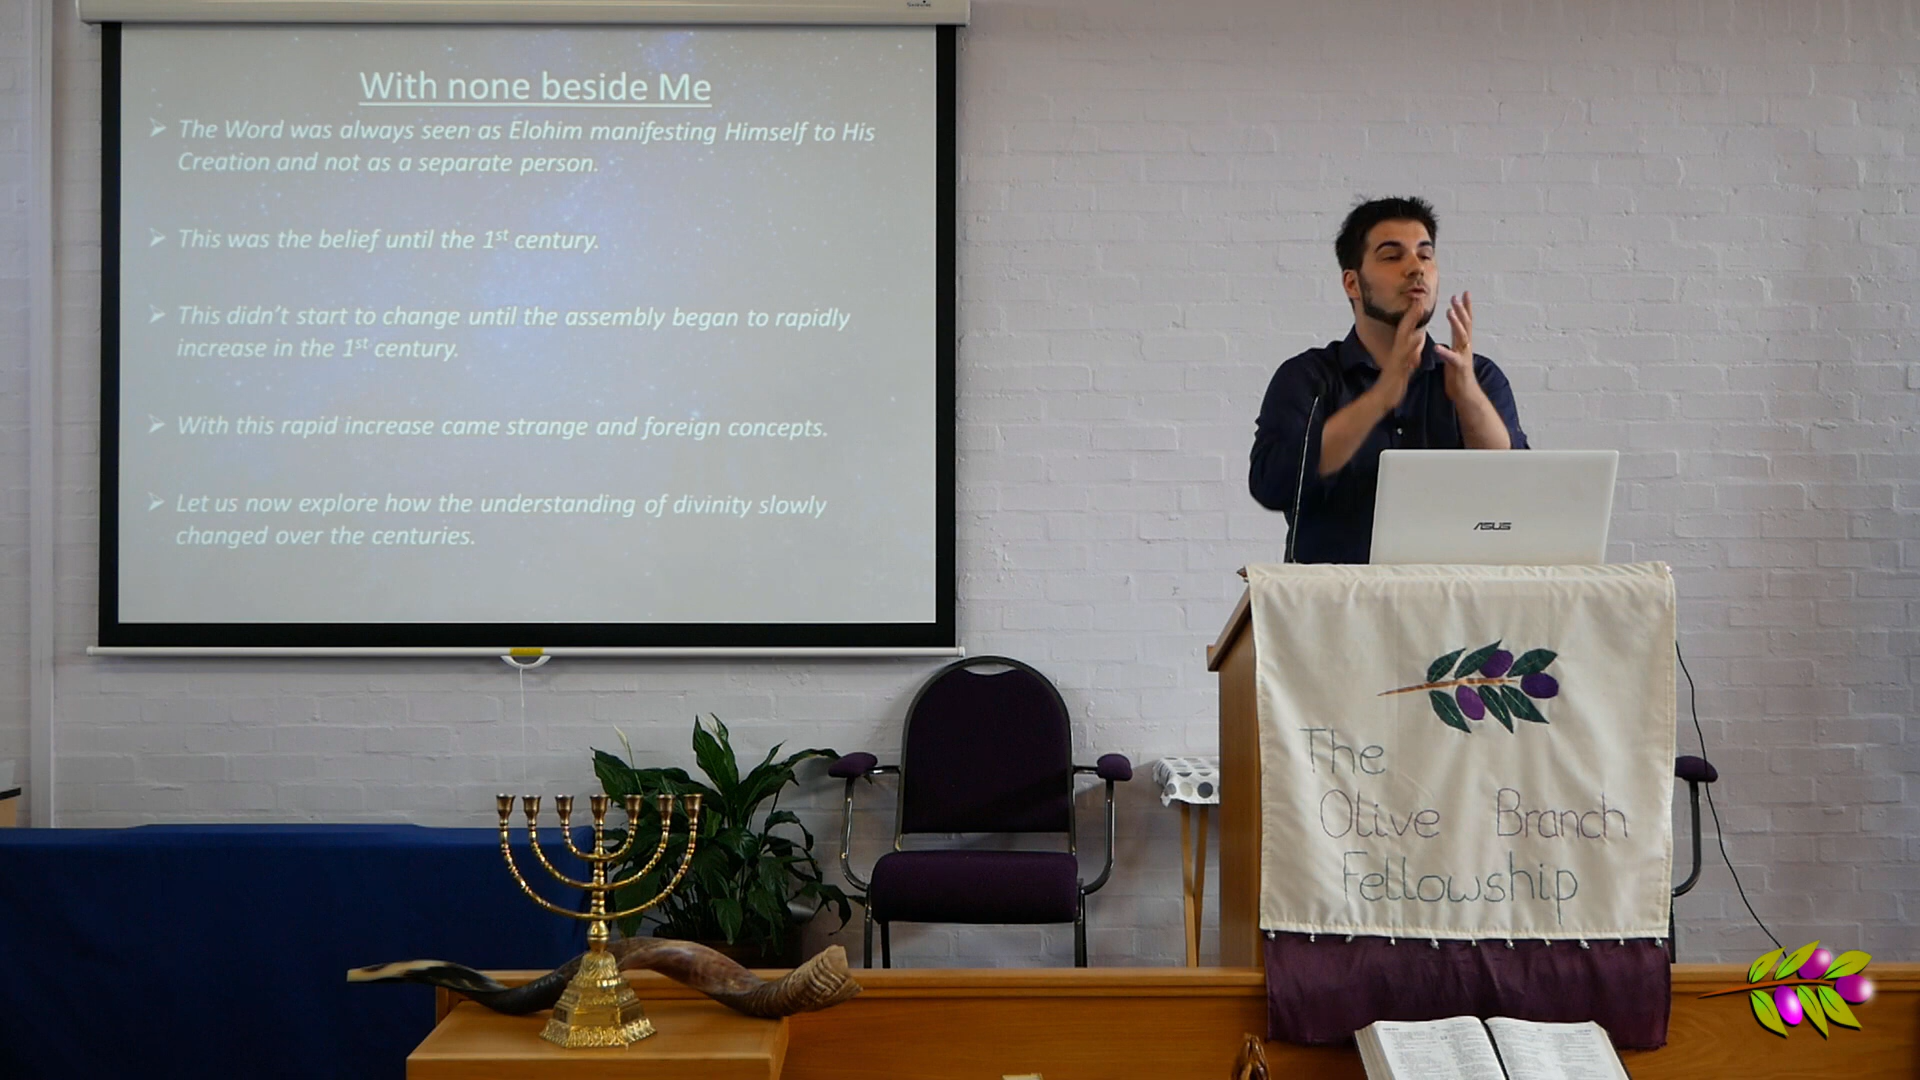 With none beside Me
The Word was always seen as Elohim manifesting Himself to His
Creation and not as a separate person.
This was the belief until the 1st century.
This didn't start to change until the assembly began to rapidly
increase in the 1st century.
With this rapid increase came strange and foreign concepts.
Let us now explore how the understanding of divinity slowly
changed over the centuries.
ASUS
The
Olive Branch
Fellowship